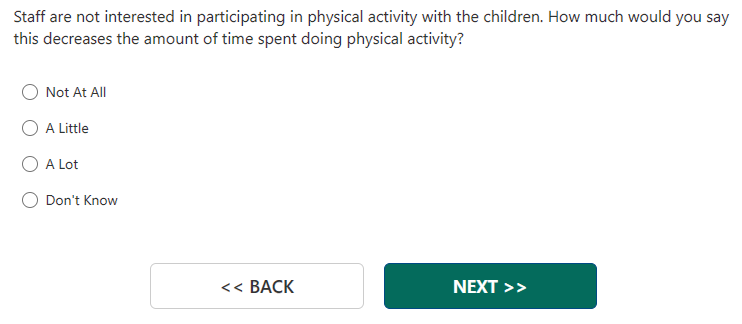 Staff are not interested in participating in physical activity with the children. How much would you say
this decreases the amount of time spent doing physical activity?
Not At All
A Little
A Lot
Don't Know
<< BACK
NEXT >>